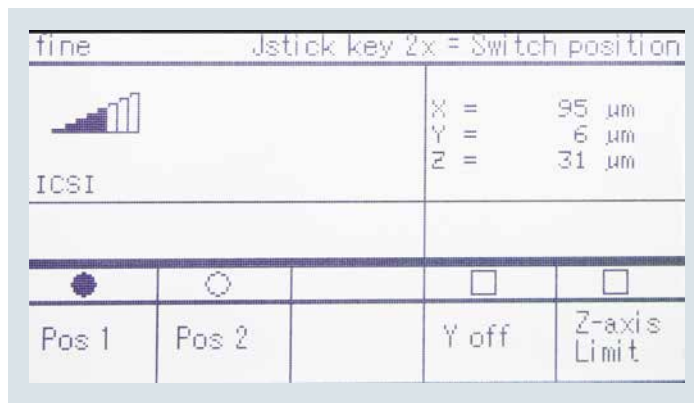 fine Jstick key 2x = Switch position
X = 95 µm
Y = 6 µm
Z = 31 µm
ICSI
Pos 1 Pos 2 Y off Z-axis Limit